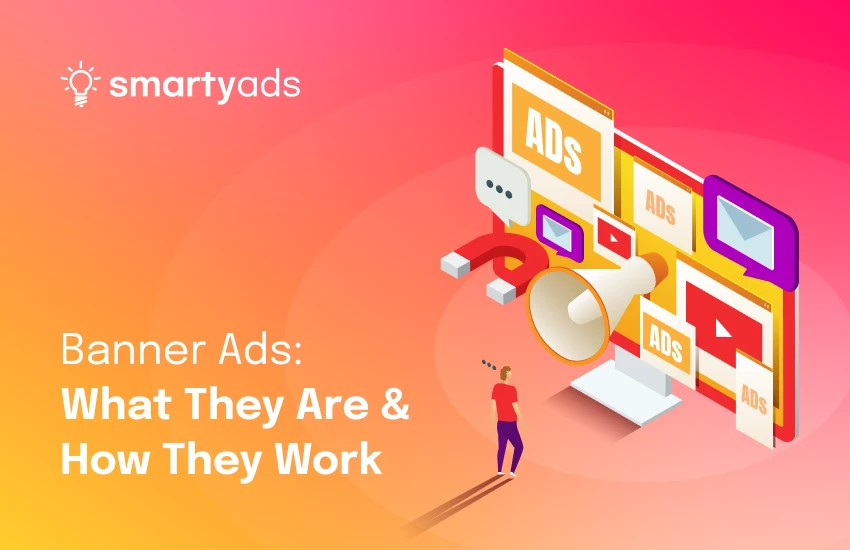 smartyads
ADS
ADS
ADS
ADS
Banner Ads:
What They Are &
How They Work